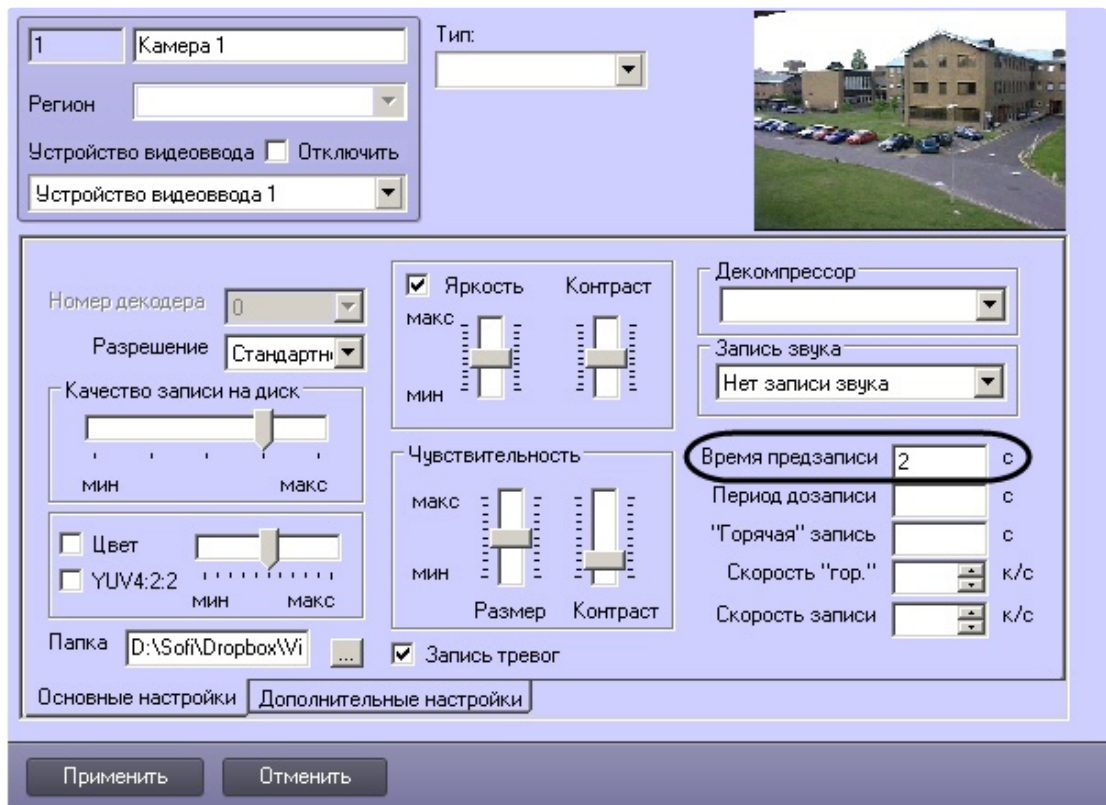 1 Камера 1
Тип:
Регион
Устройство видеоввода Отключить
Устройство видеоввода 1
Номер декодера 0
Разрешение Стандартн
Качество записи на диск
мин макс
Цвет
YUV4:2:2
мин макс
Папка D:\Sofi\Dropbox\Vi ...
Яркость Контраст
макс
мин
Чувствительность
макс
мин
Размер Контраст
Запись тревог
Декомпрессор
Запись звука
Нет записи звука
Время предзаписи 2 с
Период дозаписи с
"Горячая" запись с
Скорость "гор." к/с
Скорость записи к/с
Основные настройки Дополнительные настройки
Применить Отменить